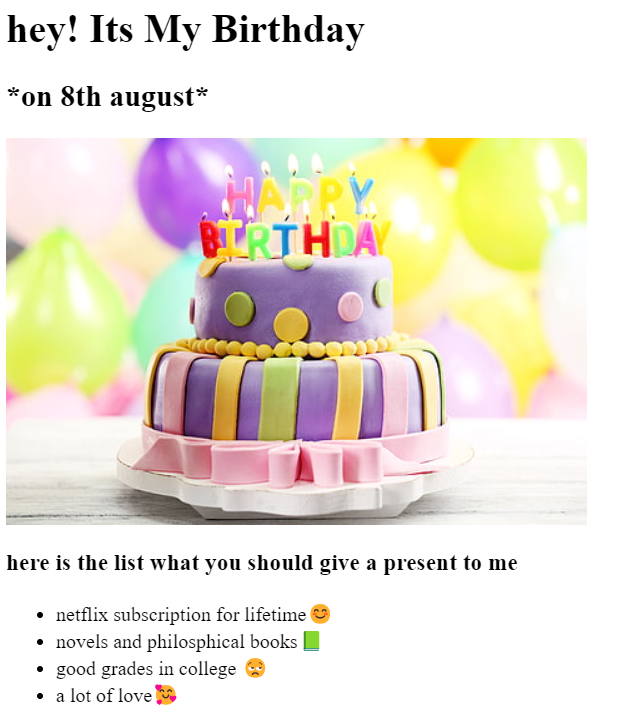 hey! Its My Birthday
*on 8th august*
HAPPY
BIRTHDAY
here is the list what you should give a present to me
• netflix subscription for lifetime😊
• novels and philosphical books📗
• good grades in college 😥
• a lot of love🥰